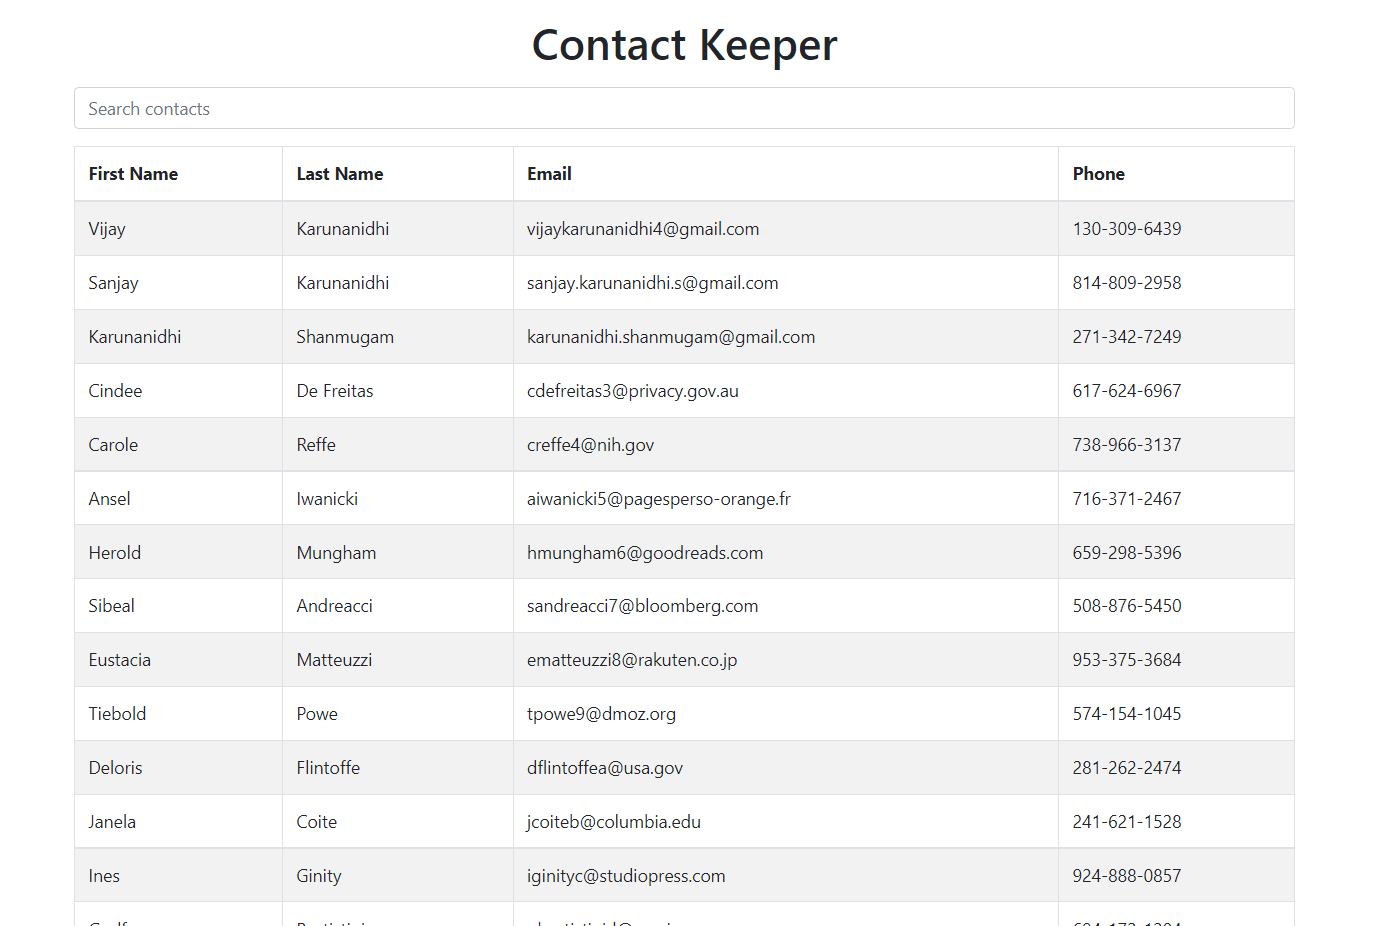 Contact Keeper
Search contacts
First Name Last Name Email Phone
Vijay Karunanidhi vijaykarunanidhi4@gmail.com 130-309-6439
Sanjay Karunanidhi sanjay.karunanidhi.s@gmail.com 814-809-2958
Karunanidhi Shanmugam karunanidhi.shanmugam@gmail.com 271-342-7249
Cindee De Freitas cdefreitas3@privacy.gov.au 617-624-6967
Carole Reffe creffe4@nih.gov 738-966-3137
Ansel Iwanicki aiwanicki5@pagesperso-orange.fr 716-371-2467
Herold Mungham hmungham6@goodreads.com 659-298-5396
Sibeal Andreacci sandreacci7@bloomberg.com 508-876-5450
Eustacia Matteuzzi ematteuzzi8@rakuten.co.jp 953-375-3684
Tiebold Powe tpowe9@dmoz.org 574-154-1045
Deloris Flintoffe dflintoffea@usa.gov 281-262-2474
Janela Coite jcoiteb@columbia.edu 241-621-1528
Ines Ginity iginityc@studiopress.com 924-888-0857